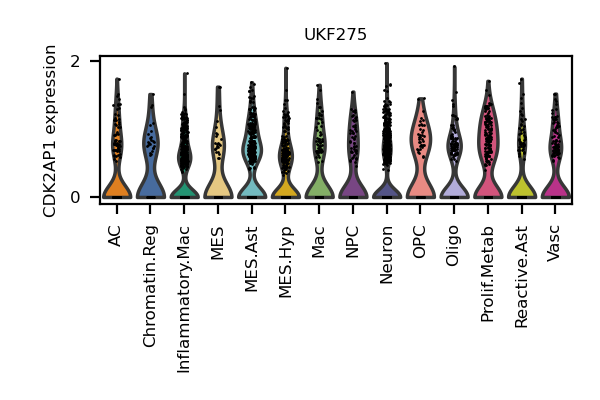 UKF275
CDK2AP1 expression
2
0
AC
Chromatin.Reg
Inflammatory.Mac
MES
MES.Ast
MES.Hyp
Mac
NPC
Neuron
OPC
Oligo
Prolif.Metab
Reactive.Ast
Vasc